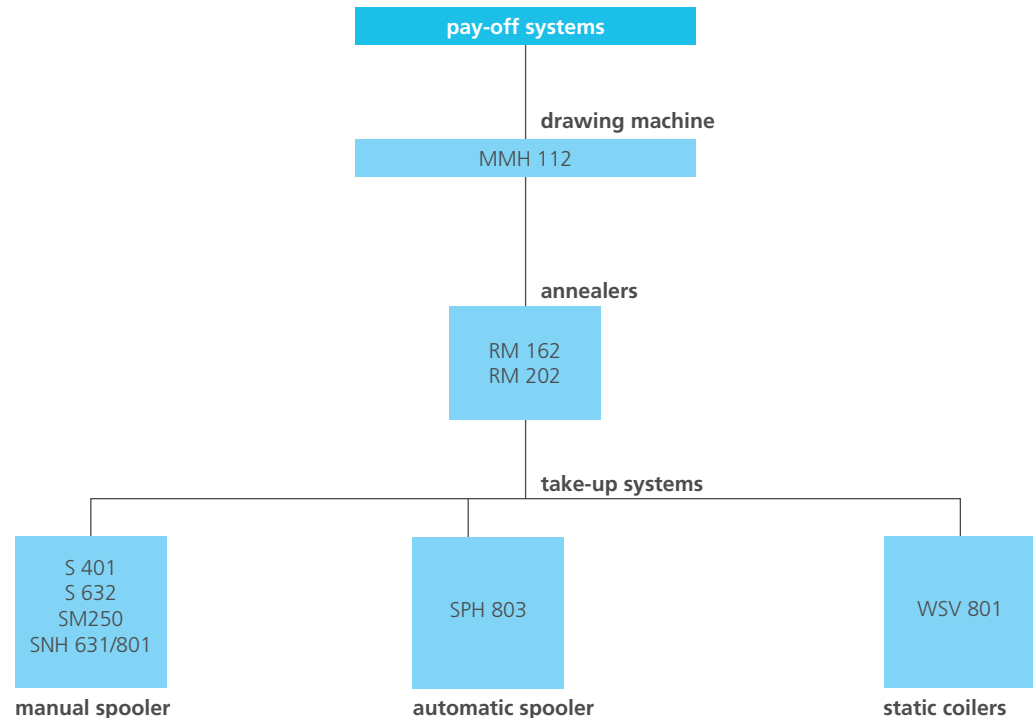 pay-off systems
drawing machine
MMH 112
annealers
RM 162
RM 202
take-up systems
S 401
S 632
SM250
SNH 631/801
manual spooler
SPH 803
automatic spooler
WSV 801
static coilers